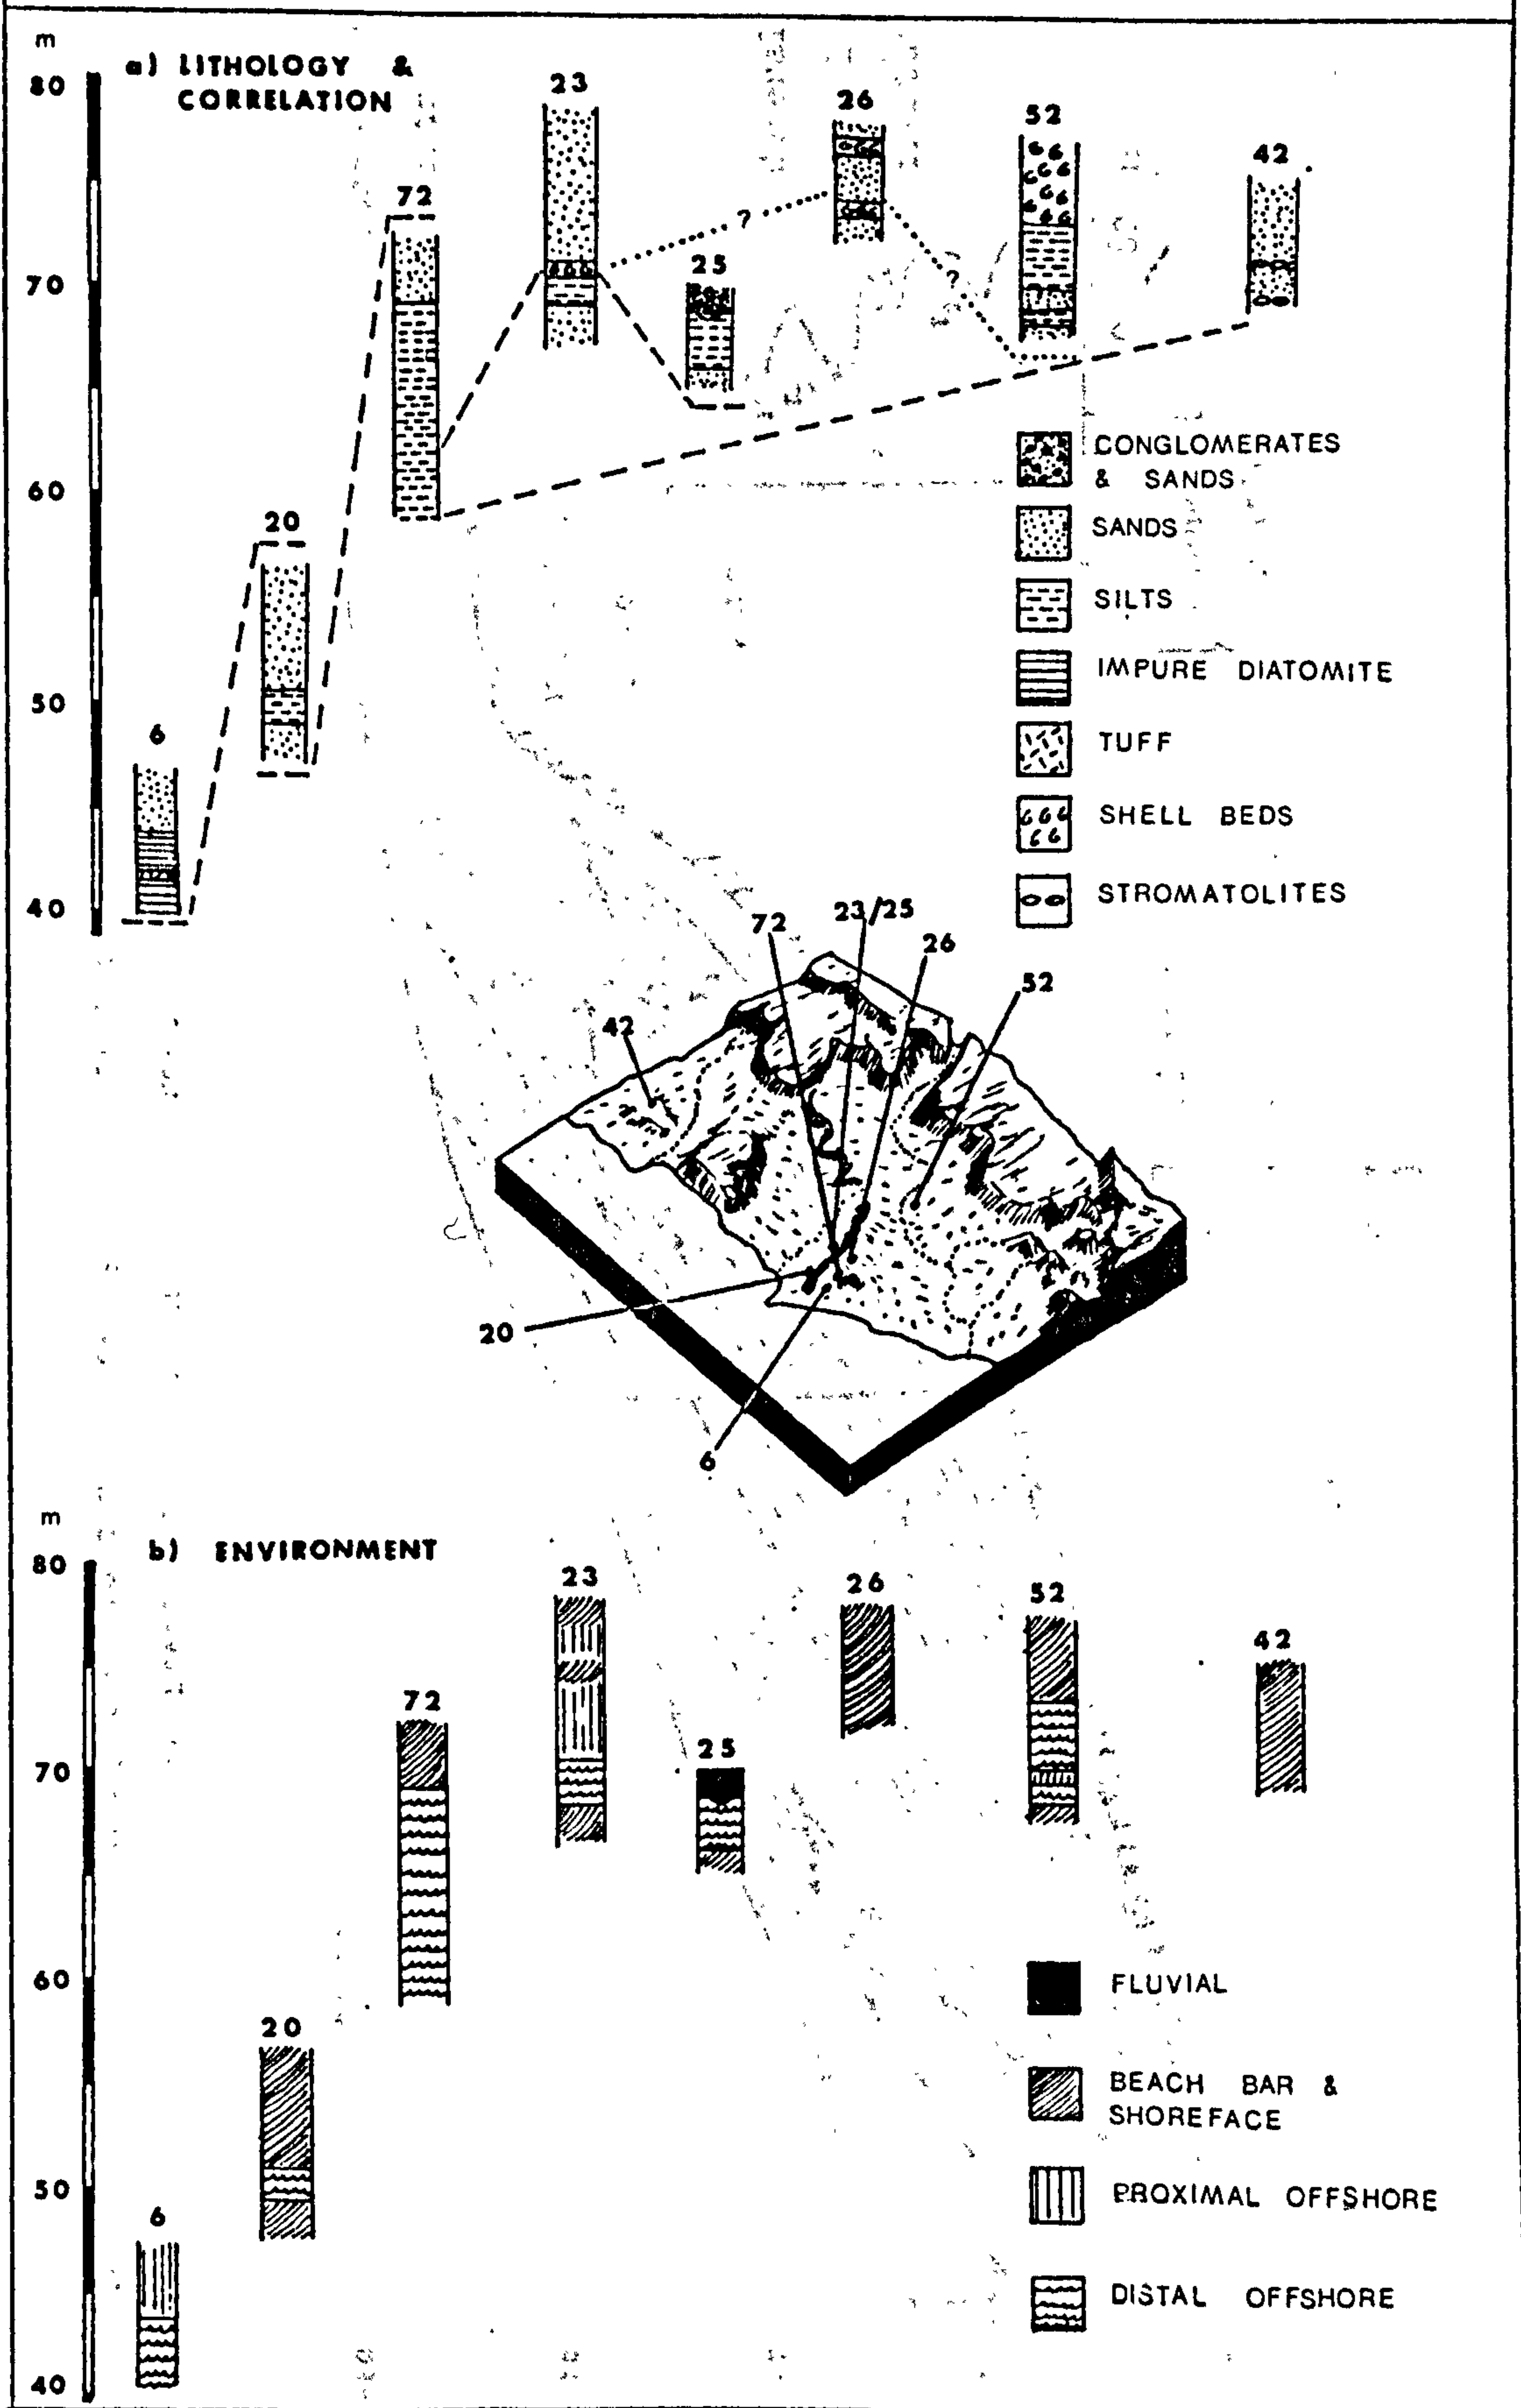 m
a) LITHOLOGY &
CORRELATION
80
70
60
50
40
6
20
72
23
25
26
52
42
?
?
CONGLOMERATES
& SANDS
SANDS
SILTS
IMPURE DIATOMITE
TUFF
SHELL BEDS
STROMATOLITES
72
23/25
26
52
42
20
6
m
b) ENVIRONMENT
80
70
60
50
40
6
20
72
23
25
26
52
42
FLUVIAL
BEACH BAR &
SHOREFACE
PROXIMAL OFFSHORE
DISTAL OFFSHORE